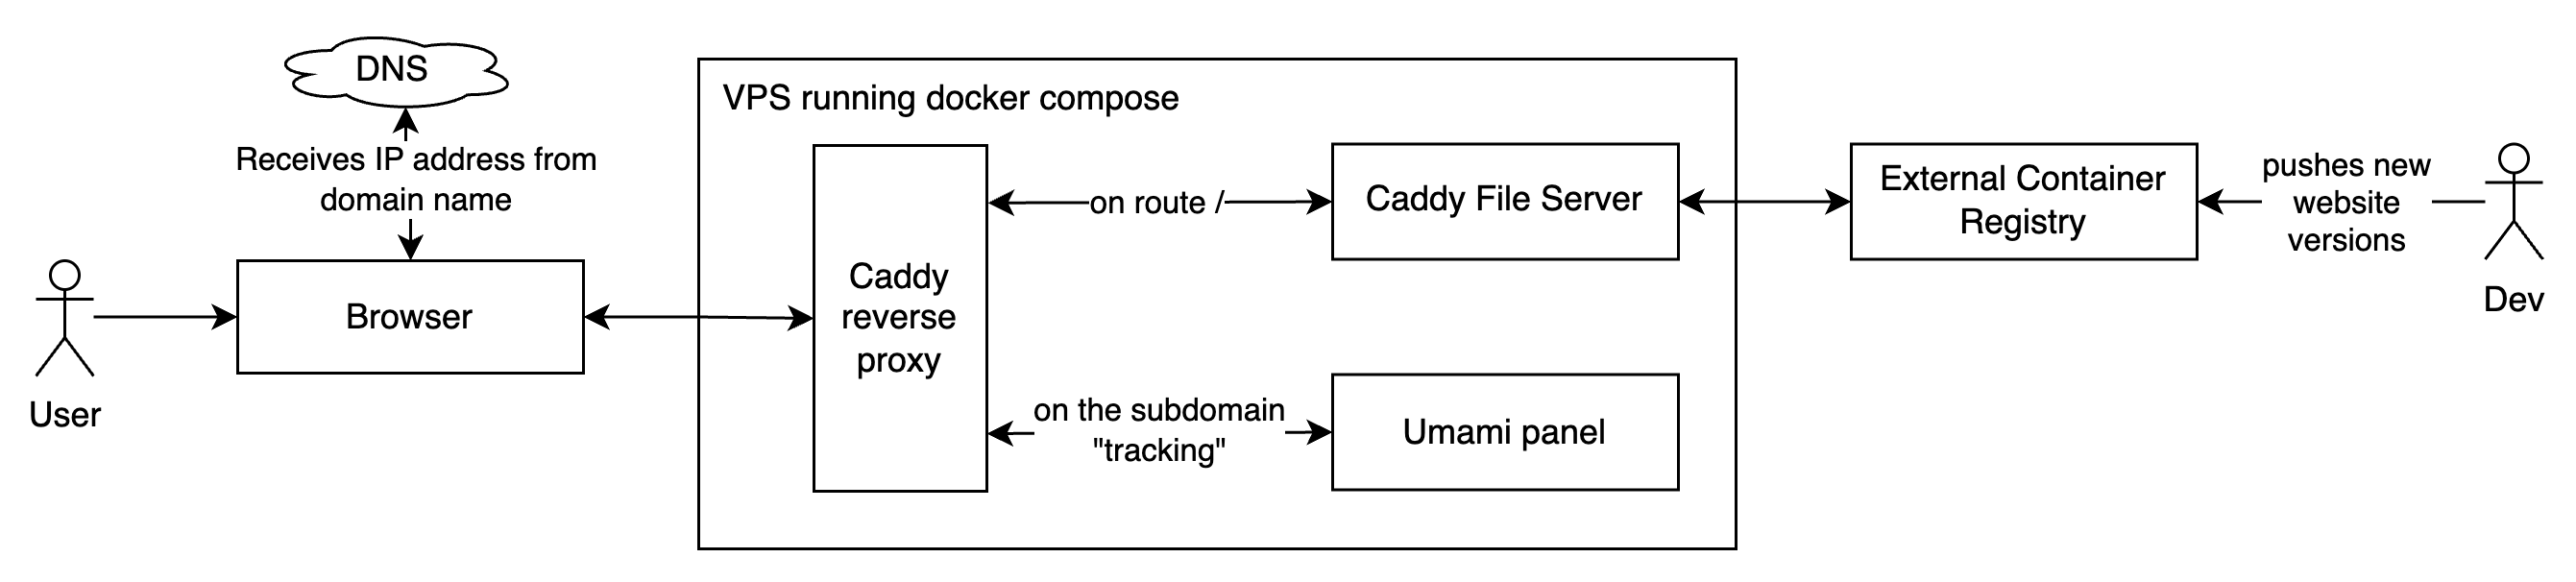 DNS
Receives IP address from
domain name
User
Browser
VPS running docker compose
Caddy
reverse
proxy
on route /
Caddy File Server
on the subdomain
"tracking"
Umami panel
External Container
Registry
pushes new
website
versions
Dev